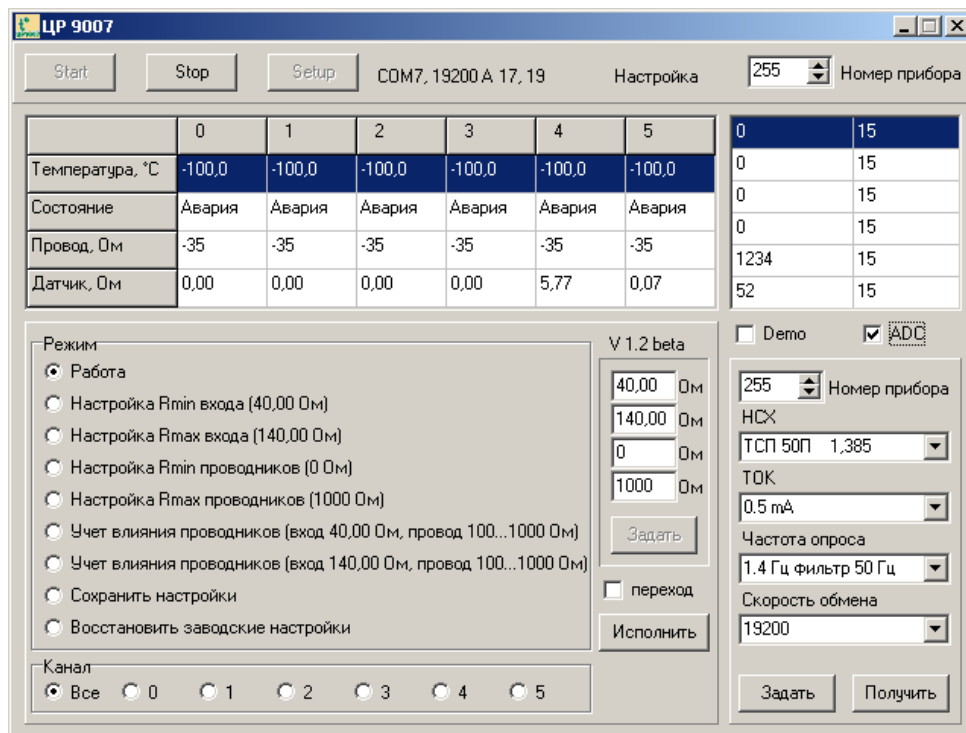 ЦР 9007
Start Stop Setup COM7, 19200 A 17, 19 Настройка 255 Номер прибора
0 1 2 3 4 5
Температура, °C -100,0 -100,0 -100,0 -100,0 -100,0 -100,0
Состояние Авария Авария Авария Авария Авария Авария
Провод, Ом -35 -35 -35 -35 -35 -35
Датчик, Ом 0,00 0,00 0,00 0,00 5,77 0,07
0 15
0 15
0 15
0 15
1234 15
52 15
Demo ADC
Режим
Работа
Настройка Rmin входа (40,00 Ом)
Настройка Rmax входа (140,00 Ом)
Настройка Rmin проводников (0 Ом)
Настройка Rmax проводников (1000 Ом)
Учет влияния проводников (вход 40,00 Ом, провод 100...1000 Ом)
Учет влияния проводников (вход 140,00 Ом, провод 100...1000 Ом)
Сохранить настройки
Восстановить заводские настройки
V 1.2 beta
40,00 Ом
140,00 Ом
0 Ом
1000 Ом
Задать
переход
Исполнить
Канал
Все 0 1 2 3 4 5
255 Номер прибора
НСХ
ТСП 50П 1,385
ТОК
0.5 mA
Частота опроса
1.4 Гц фильтр 50 Гц
Скорость обмена
19200
Задать Получить